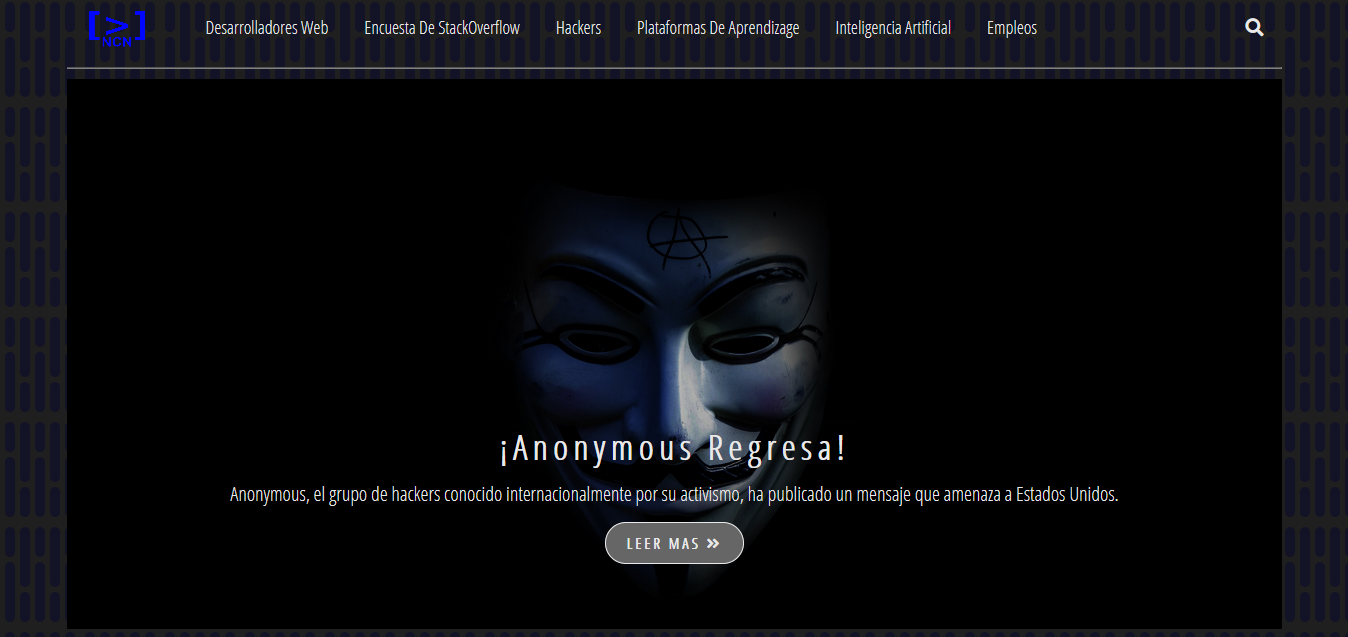 [>]
NCN
Desarrolladores Web Encuesta De StackOverflow Hackers Plataformas De Aprendizage Inteligencia Artificial Empleos
¡Anonymous Regresa!
Anonymous, el grupo de hackers conocido internacionalmente por su activismo, ha publicado un mensaje que amenaza a Estados Unidos.
LEER MAS »